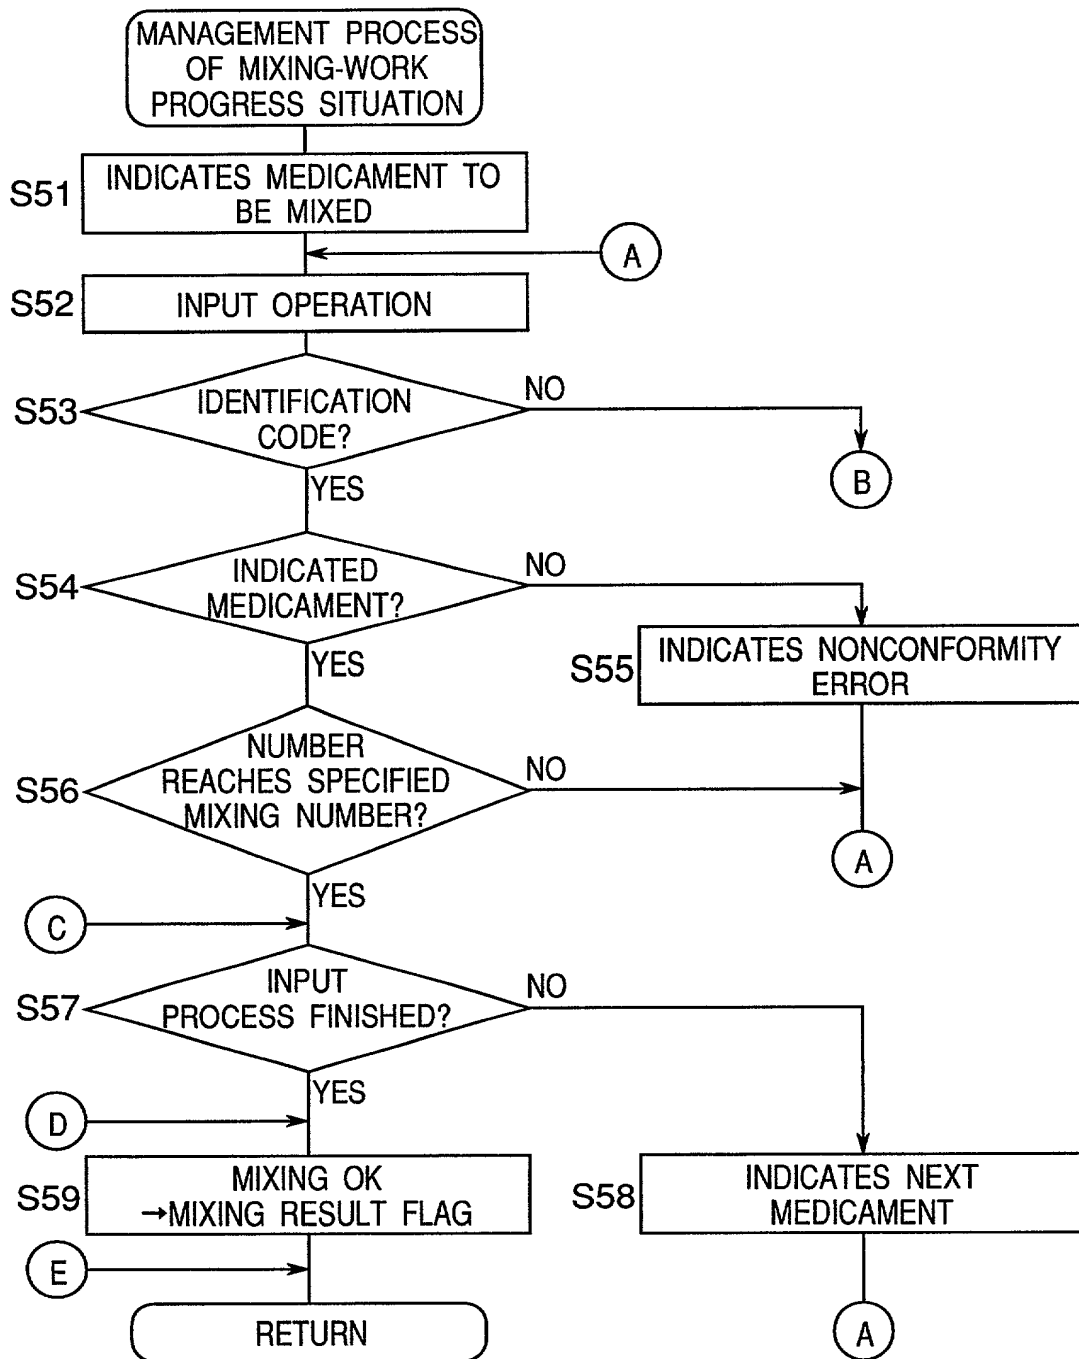 MANAGEMENT PROCESS
OF MIXING-WORK
PROGRESS SITUATION
S51
INDICATES MEDICAMENT TO
BE MIXED
A
S52
INPUT OPERATION
S53
IDENTIFICATION
CODE?
NO
B
YES
S54
INDICATED
MEDICAMENT?
NO
YES
S55
INDICATES NONCONFORMITY
ERROR
S56
NUMBER
REACHES SPECIFIED
MIXING NUMBER?
NO
A
YES
C
S57
INPUT
PROCESS FINISHED?
NO
YES
D
S59
MIXING OK
→MIXING RESULT FLAG
S58
INDICATES NEXT
MEDICAMENT
E
RETURN
A